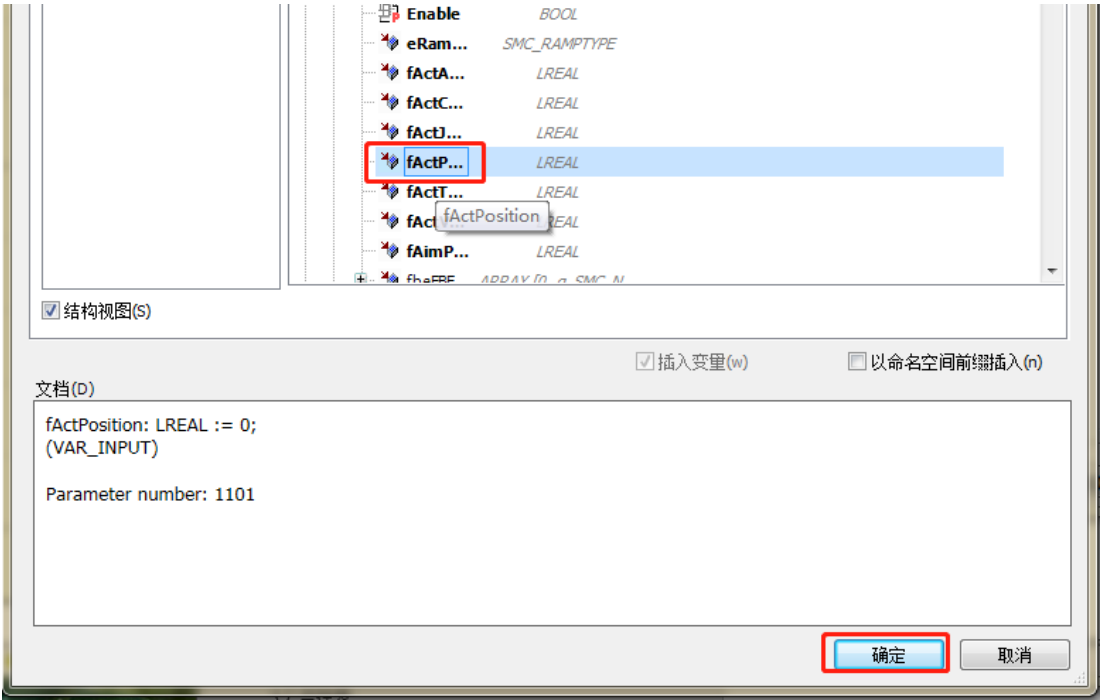 Enable BOOL
eRam... SMC_RAMPTYPE
fActA... LREAL
fActC... LREAL
fActJ... LREAL
fActP... LREAL
fActT... LREAL
fActPosition
LREAL
fAimP... LREAL
结构视图(S)
插入变量(w)
以命名空间前缀插入(n)
文档(D)
fActPosition: LREAL := 0;
(VAR_INPUT)
Parameter number: 1101
确定
取消